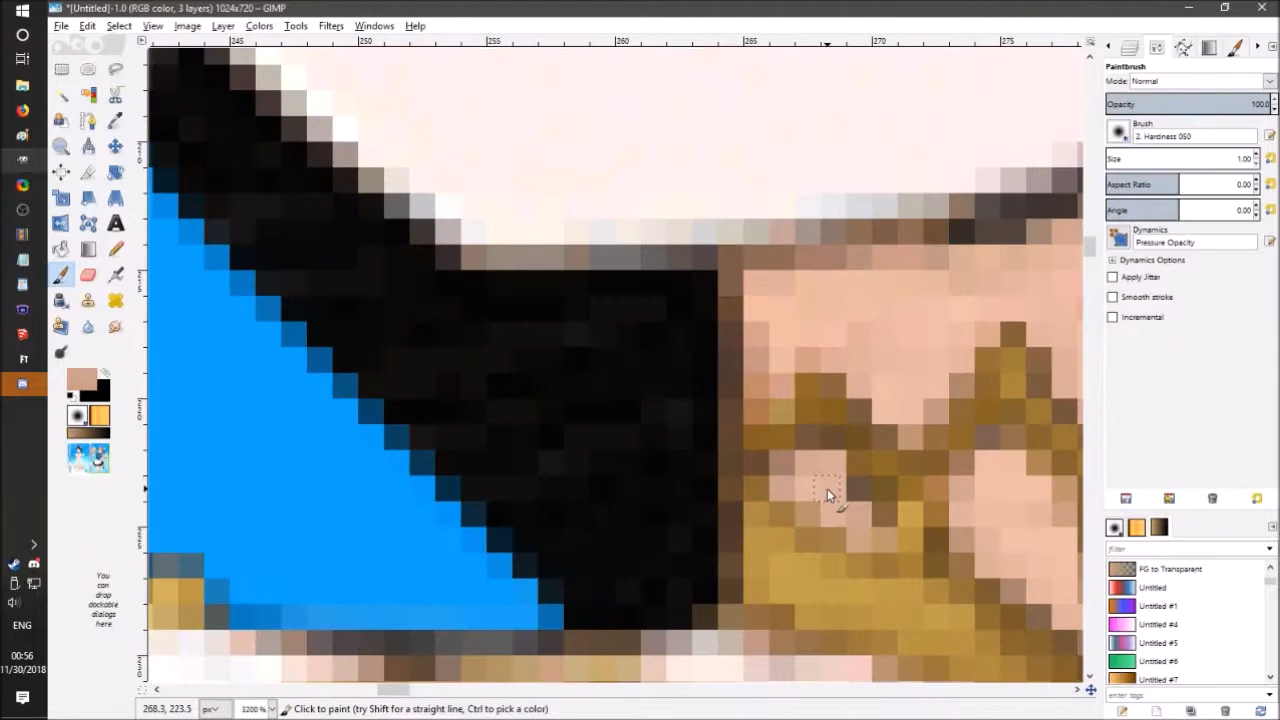 *[Untitled]-1.0 (RGB color, 3 layers) 1024x720 – GIMP
File Edit Select View Image Layer Colors Tools Filters Windows Help
245 250 255 260 265 270 275
Paintbrush
Mode: Normal
Opacity 100.0
Brush
2. Hardness 050
Size 1.00
Aspect Ratio 0.00
Angle 0.00
Dynamics
Pressure Opacity
Dynamics Options
Apply Jitter
Smooth stroke
Incremental
filter
FG to Transparent
Untitled
Untitled #1
Untitled #4
Untitled #5
Untitled #6
Untitled #7
enter tags
You
can
drop
dockable
dialogs
here
Ft
ENG
00:56
11/30/2018
268.3, 223.5 px 3200 % Click to paint (try Shift for a straight line, Ctrl to pick a color)